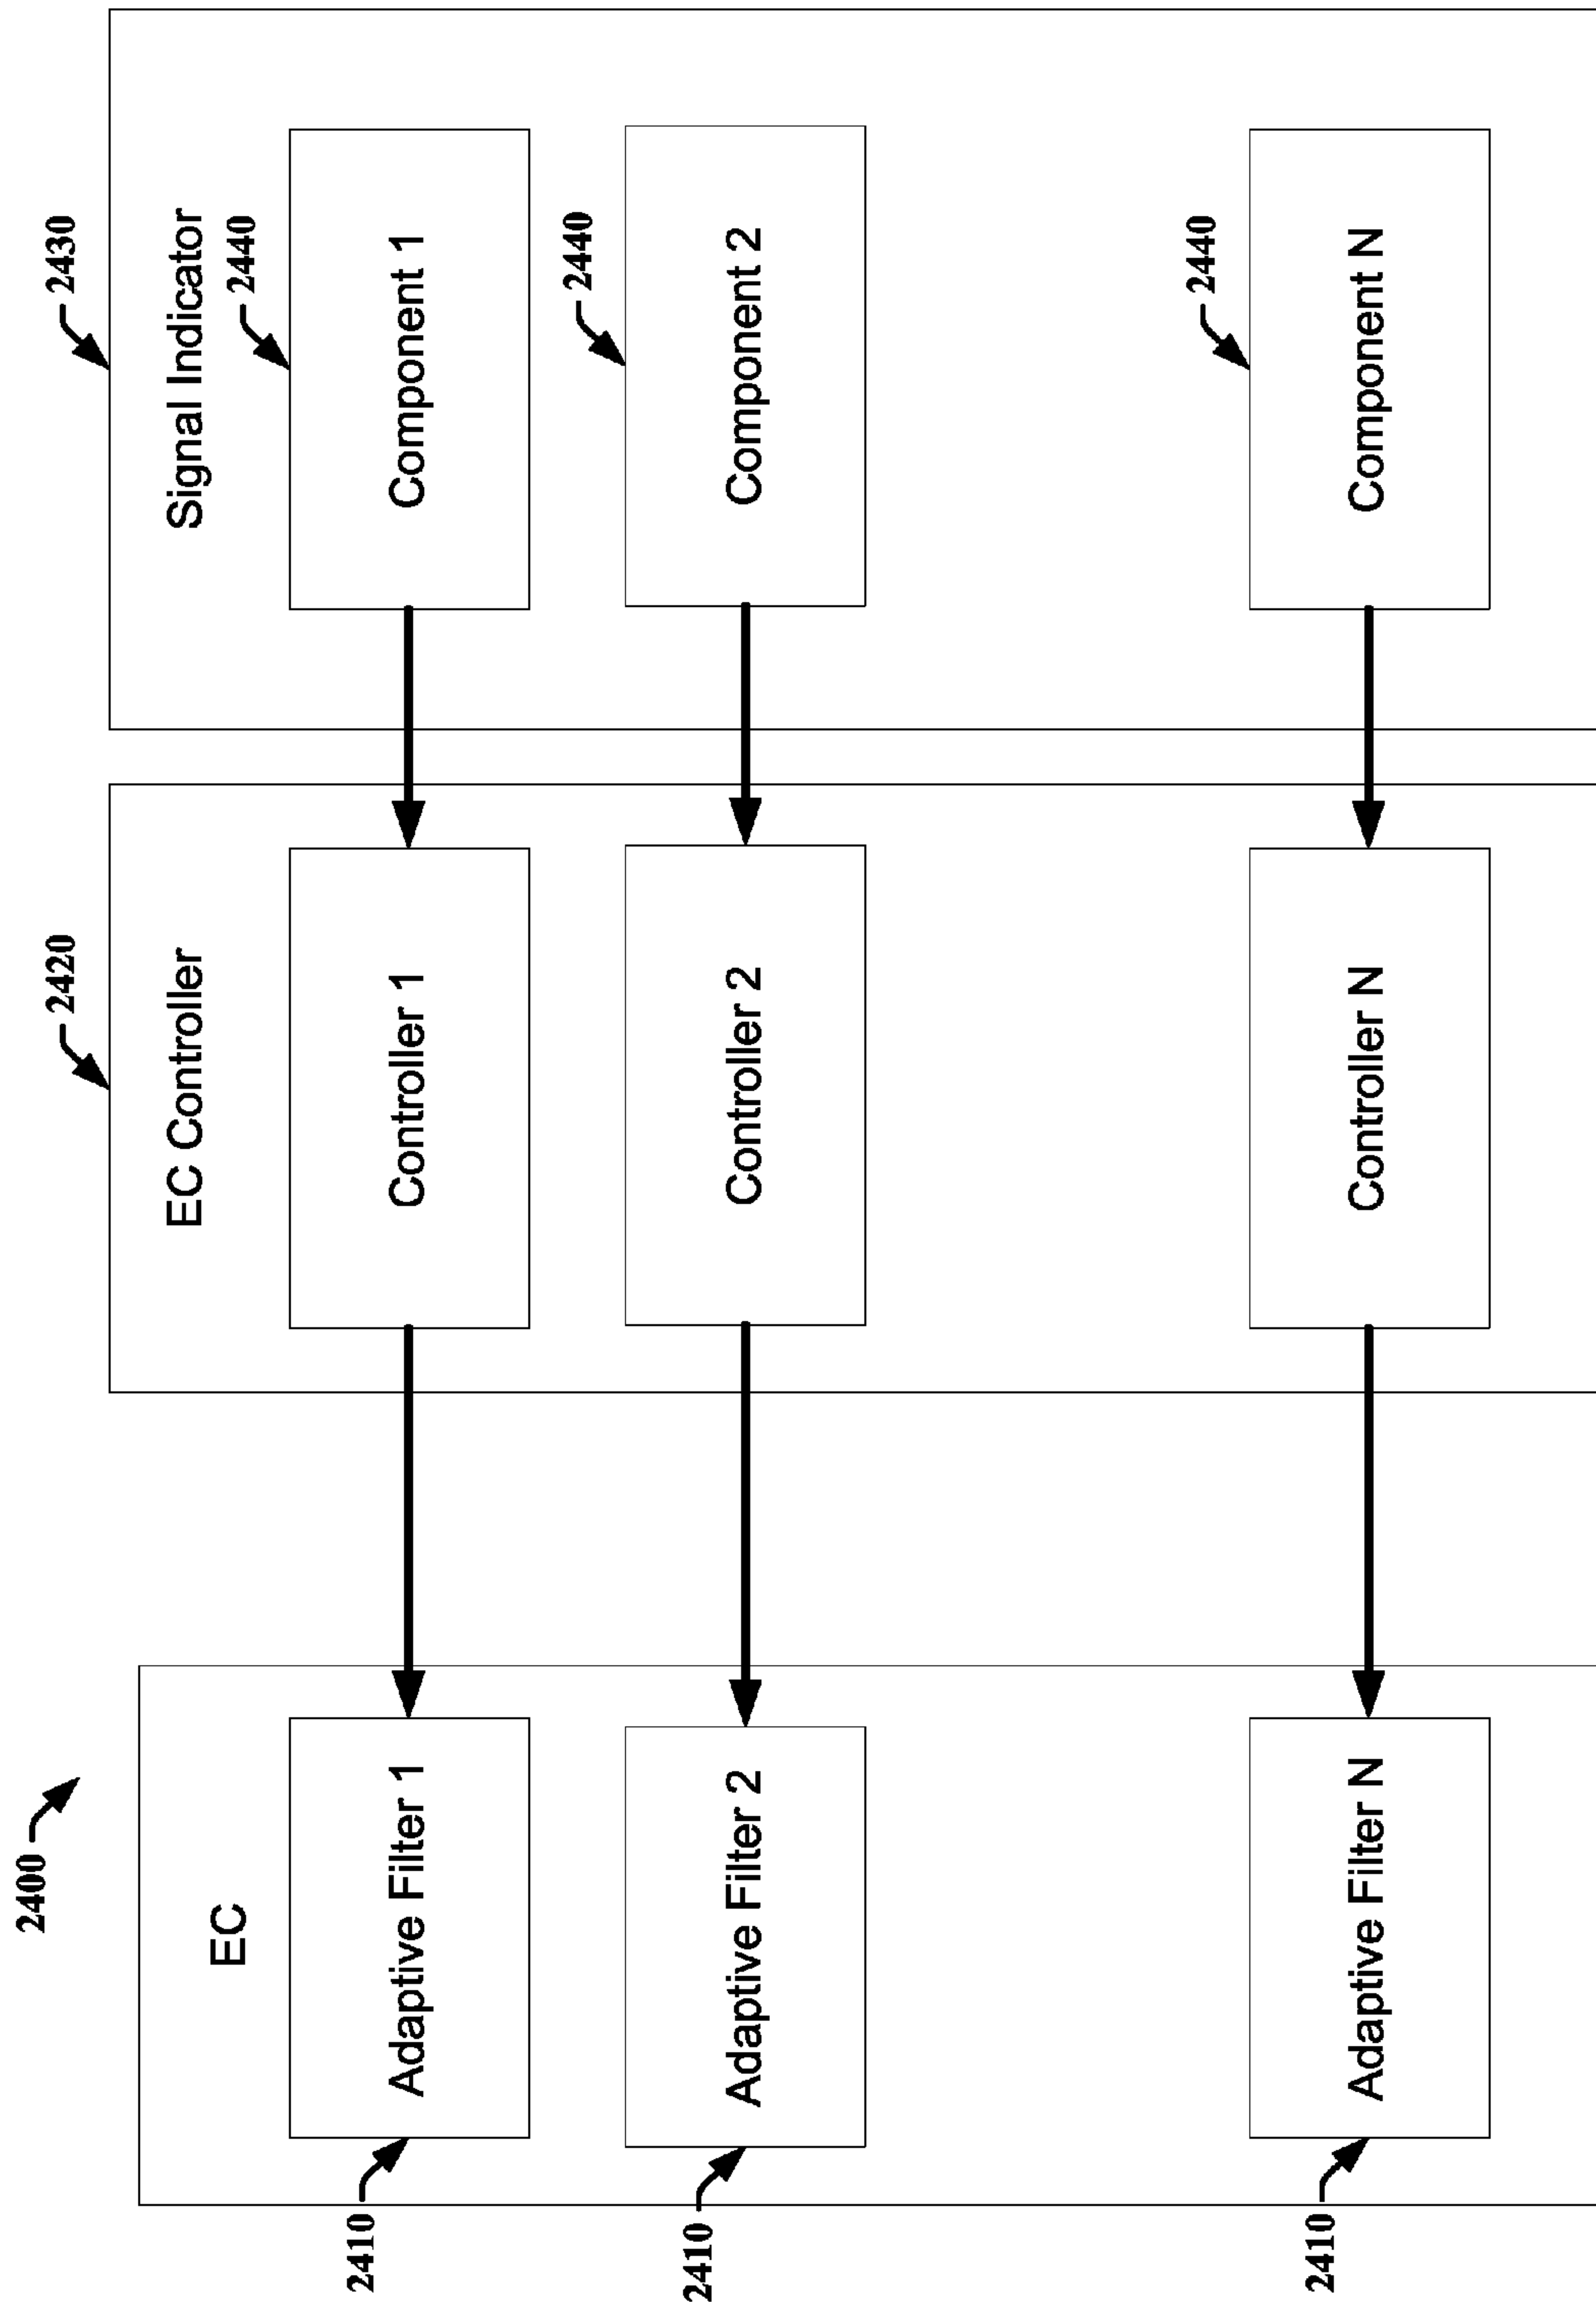 2400
2420
2430
EC
EC Controller
Signal Indicator
2410
Adaptive Filter 1
Controller 1
Component 1
2440
2410
Adaptive Filter 2
Controller 2
Component 2
2440
2410
Adaptive Filter N
Controller N
Component N
2440